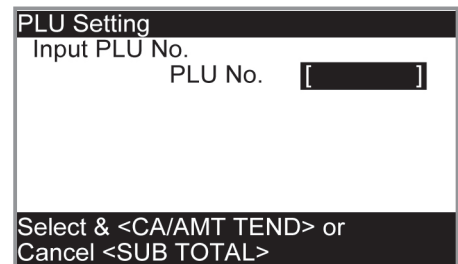 PLU Setting
Input PLU No.
PLU No. [ ]
Select & <CA/AMT TEND> or
Cancel <SUB TOTAL>